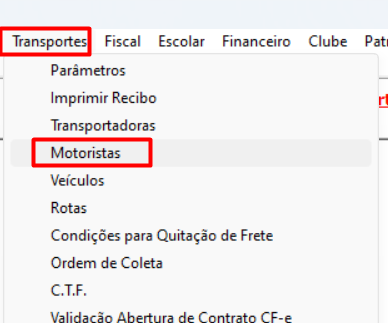 Transportes Fiscal Escolar Financeiro Clube
Parâmetros
Imprimir Recibo
Transportadoras
Motoristas
Veículos
Rotas
Condições para Quitação de Frete
Ordem de Coleta
C.T.F.
Validação Abertura de Contrato CF-e